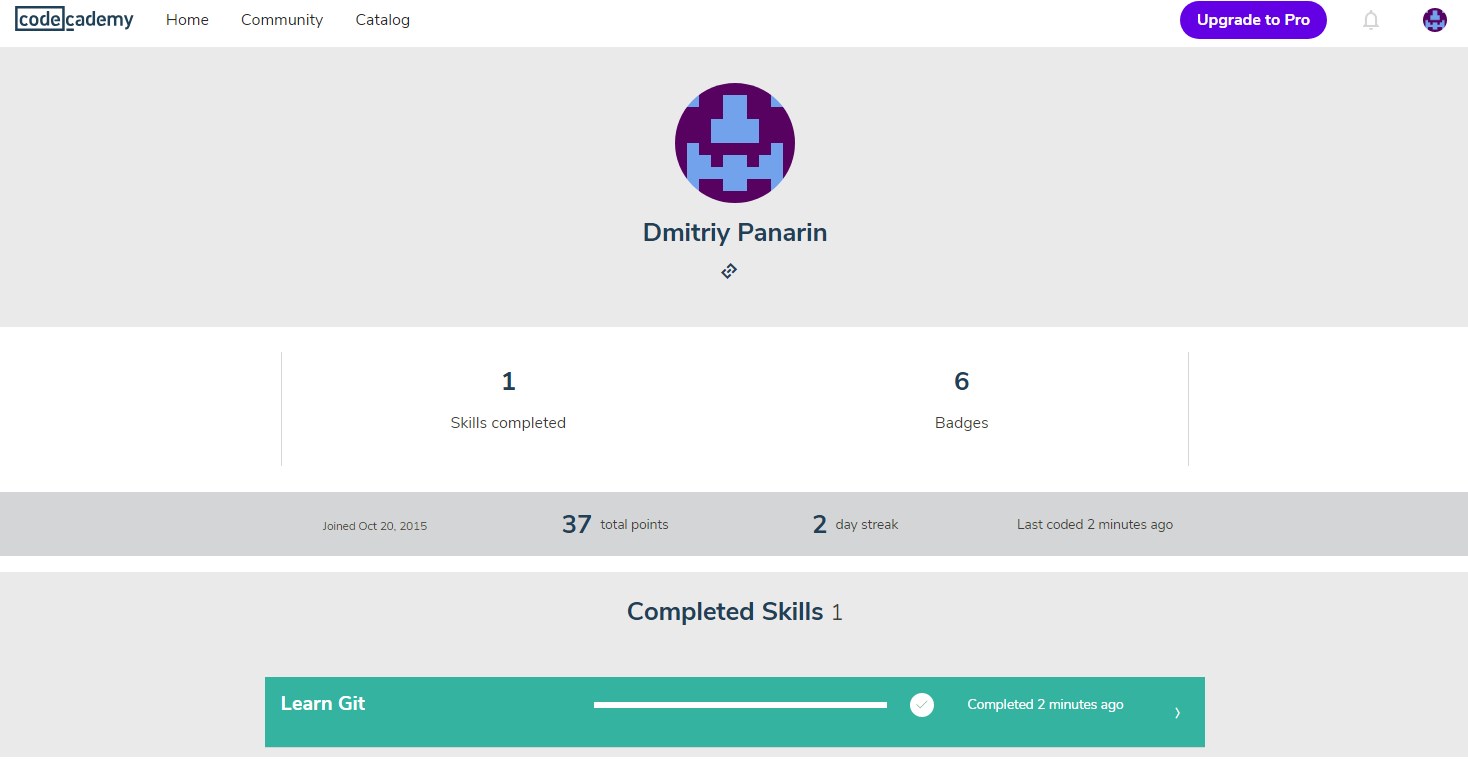 codecademy Home Community Catalog Upgrade to Pro
Dmitriy Panarin
1 6
Skills completed Badges
Joined Oct 20, 2015 37 total points 2 day streak Last coded 2 minutes ago
Completed Skills 1
Learn Git Completed 2 minutes ago